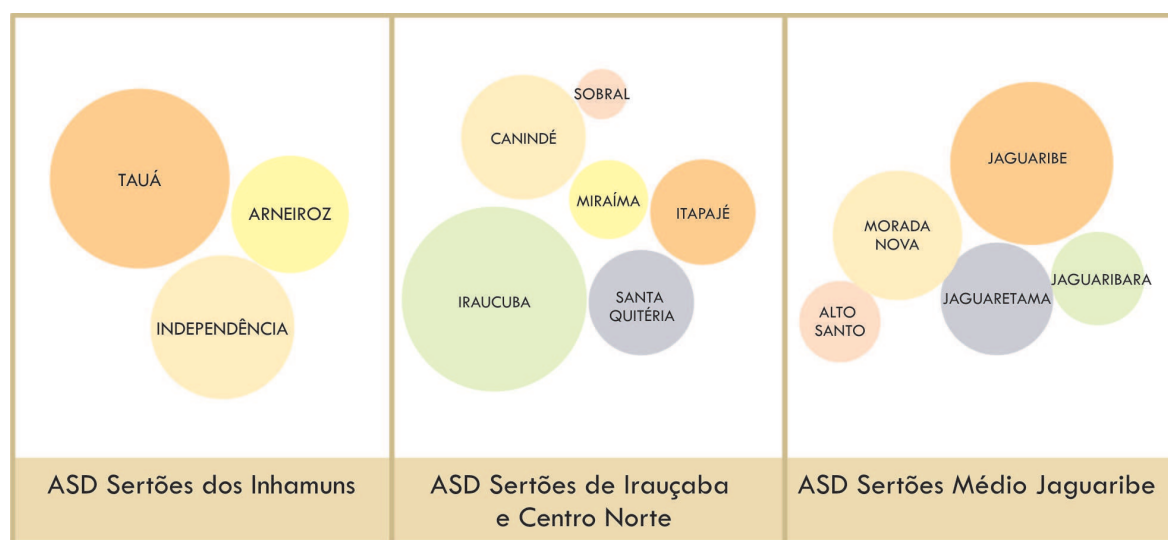 TAUÁ
ARNEIROZ
INDEPENDÊNCIA
ASD Sertões dos Inhamuns
SOBRAL
CANINDÉ
MIRAÍMA
ITAPAJÉ
IRAUCUBA
SANTA
QUITÉRIA
ASD Sertões de Irauçaba
e Centro Norte
JAGUARIBE
MORADA
NOVA
JAGUARIBARA
JAGUARETAMA
ALTO
SANTO
ASD Sertões Médio Jaguaribe